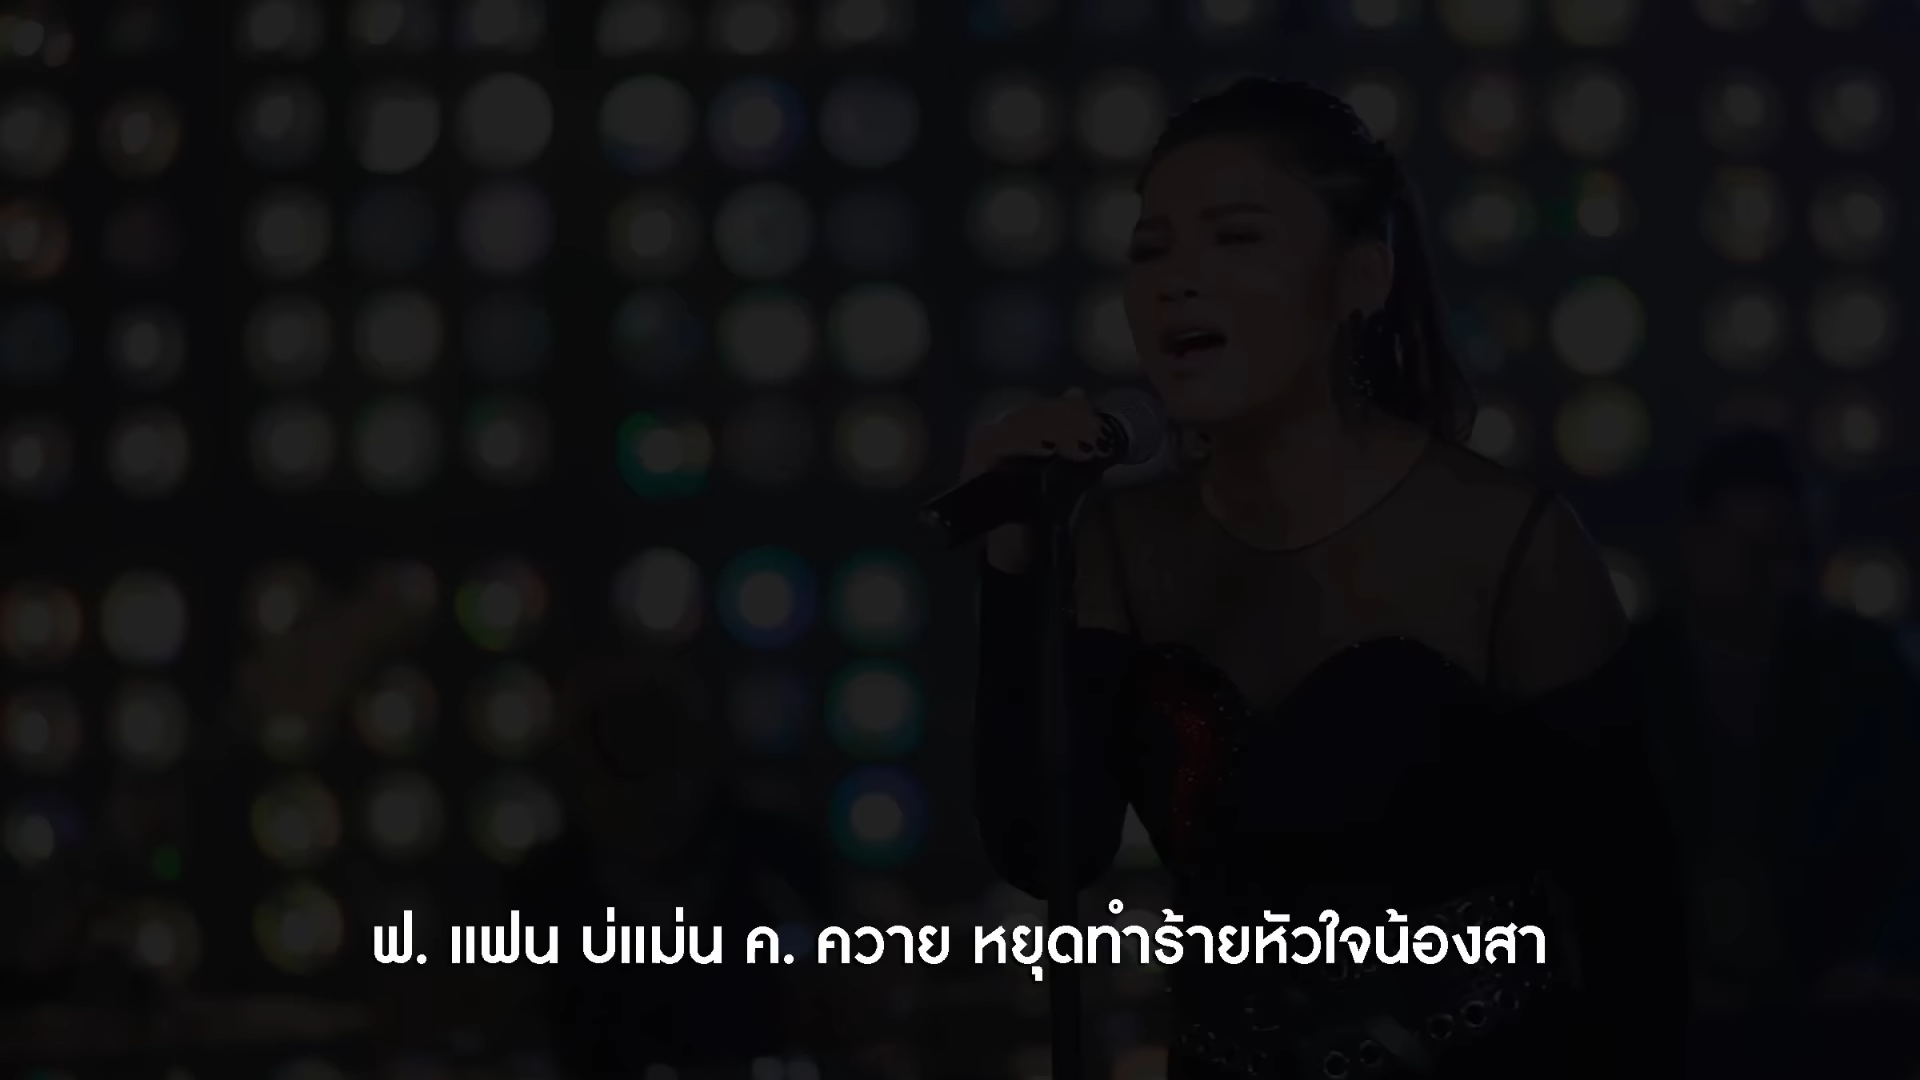 ฟ. แฟน บ่แม่น ค. ควาย หยุดทำร้ายหัวใจน้องสา